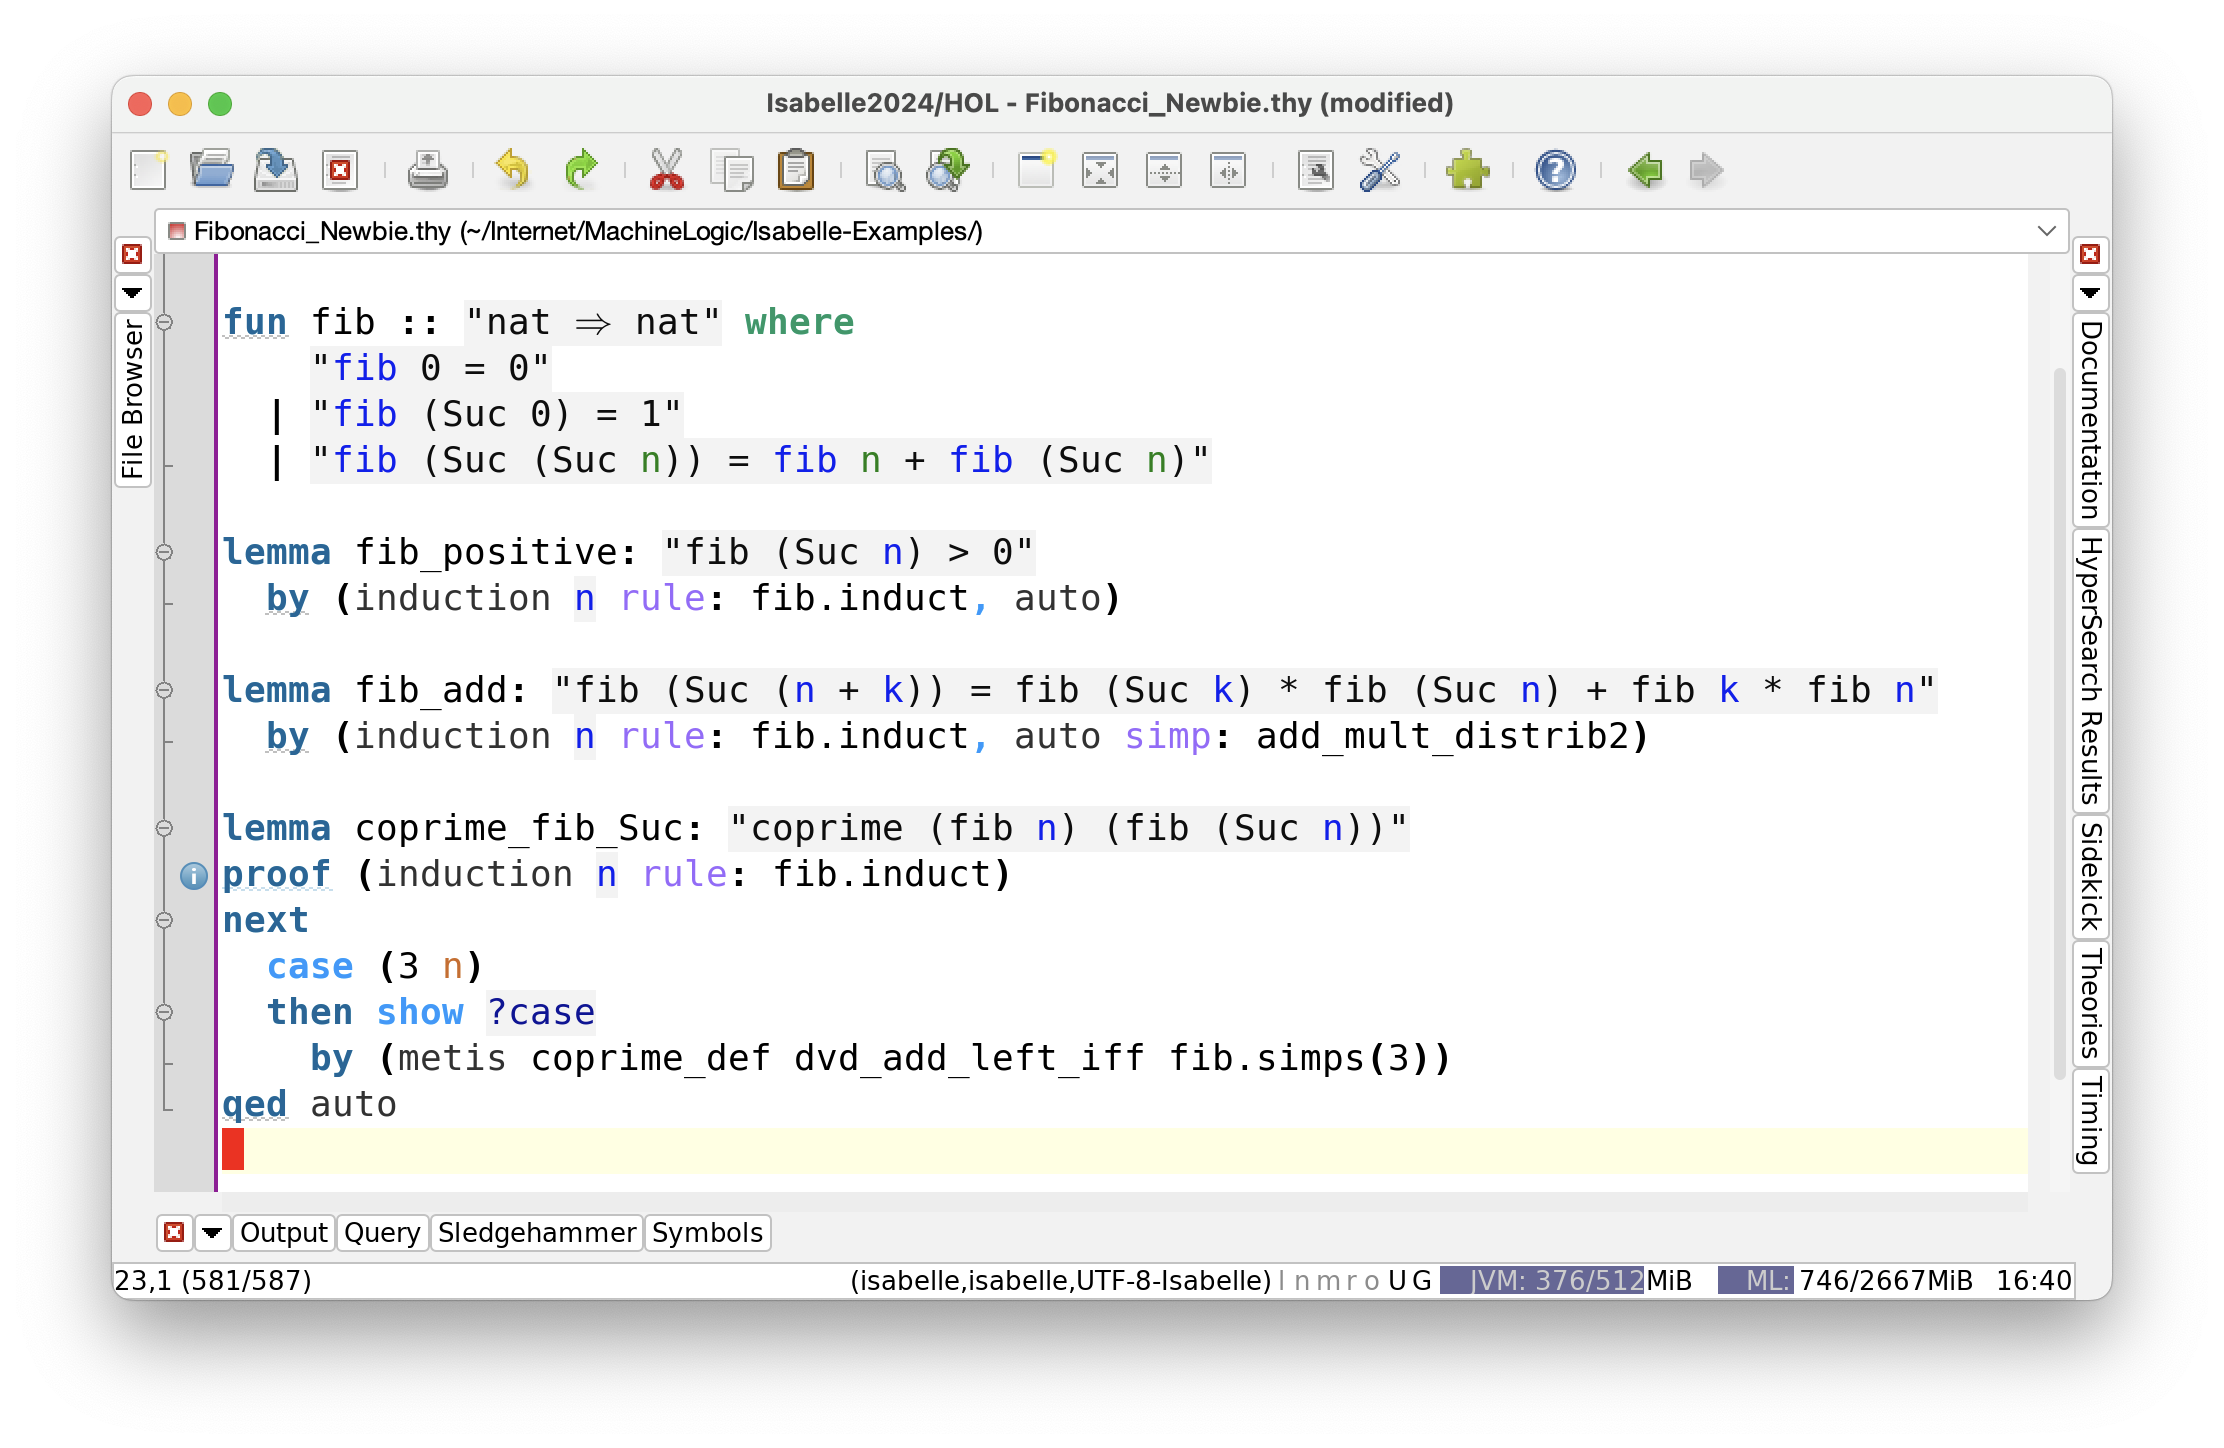 Isabelle2024/HOL - Fibonacci_Newbie.thy (modified)
Fibonacci_Newbie.thy (~/Internet/MachineLogic/Isabelle-Examples/)
File Browser
fun fib :: "nat ⇒ nat" where
"fib 0 = 0"
| "fib (Suc 0) = 1"
| "fib (Suc (Suc n)) = fib n + fib (Suc n)"
lemma fib_positive: "fib (Suc n) > 0"
by (induction n rule: fib.induct, auto)
lemma fib_add: "fib (Suc (n + k)) = fib (Suc k) * fib (Suc n) + fib k * fib n"
by (induction n rule: fib.induct, auto simp: add_mult_distrib2)
lemma coprime_fib_Suc: "coprime (fib n) (fib (Suc n))"
proof (induction n rule: fib.induct)
next
case (3 n)
then show ?case
by (metis coprime_def dvd_add_left_iff fib.simps(3))
qed auto
Documentation
HyperSearch Results
Sidekick
Theories
Timing
Output Query Sledgehammer Symbols
23,1 (581/587) (isabelle,isabelle,UTF-8-Isabelle) l n m r o U G JVM: 376/512MiB ML: 746/2667MiB 16:40